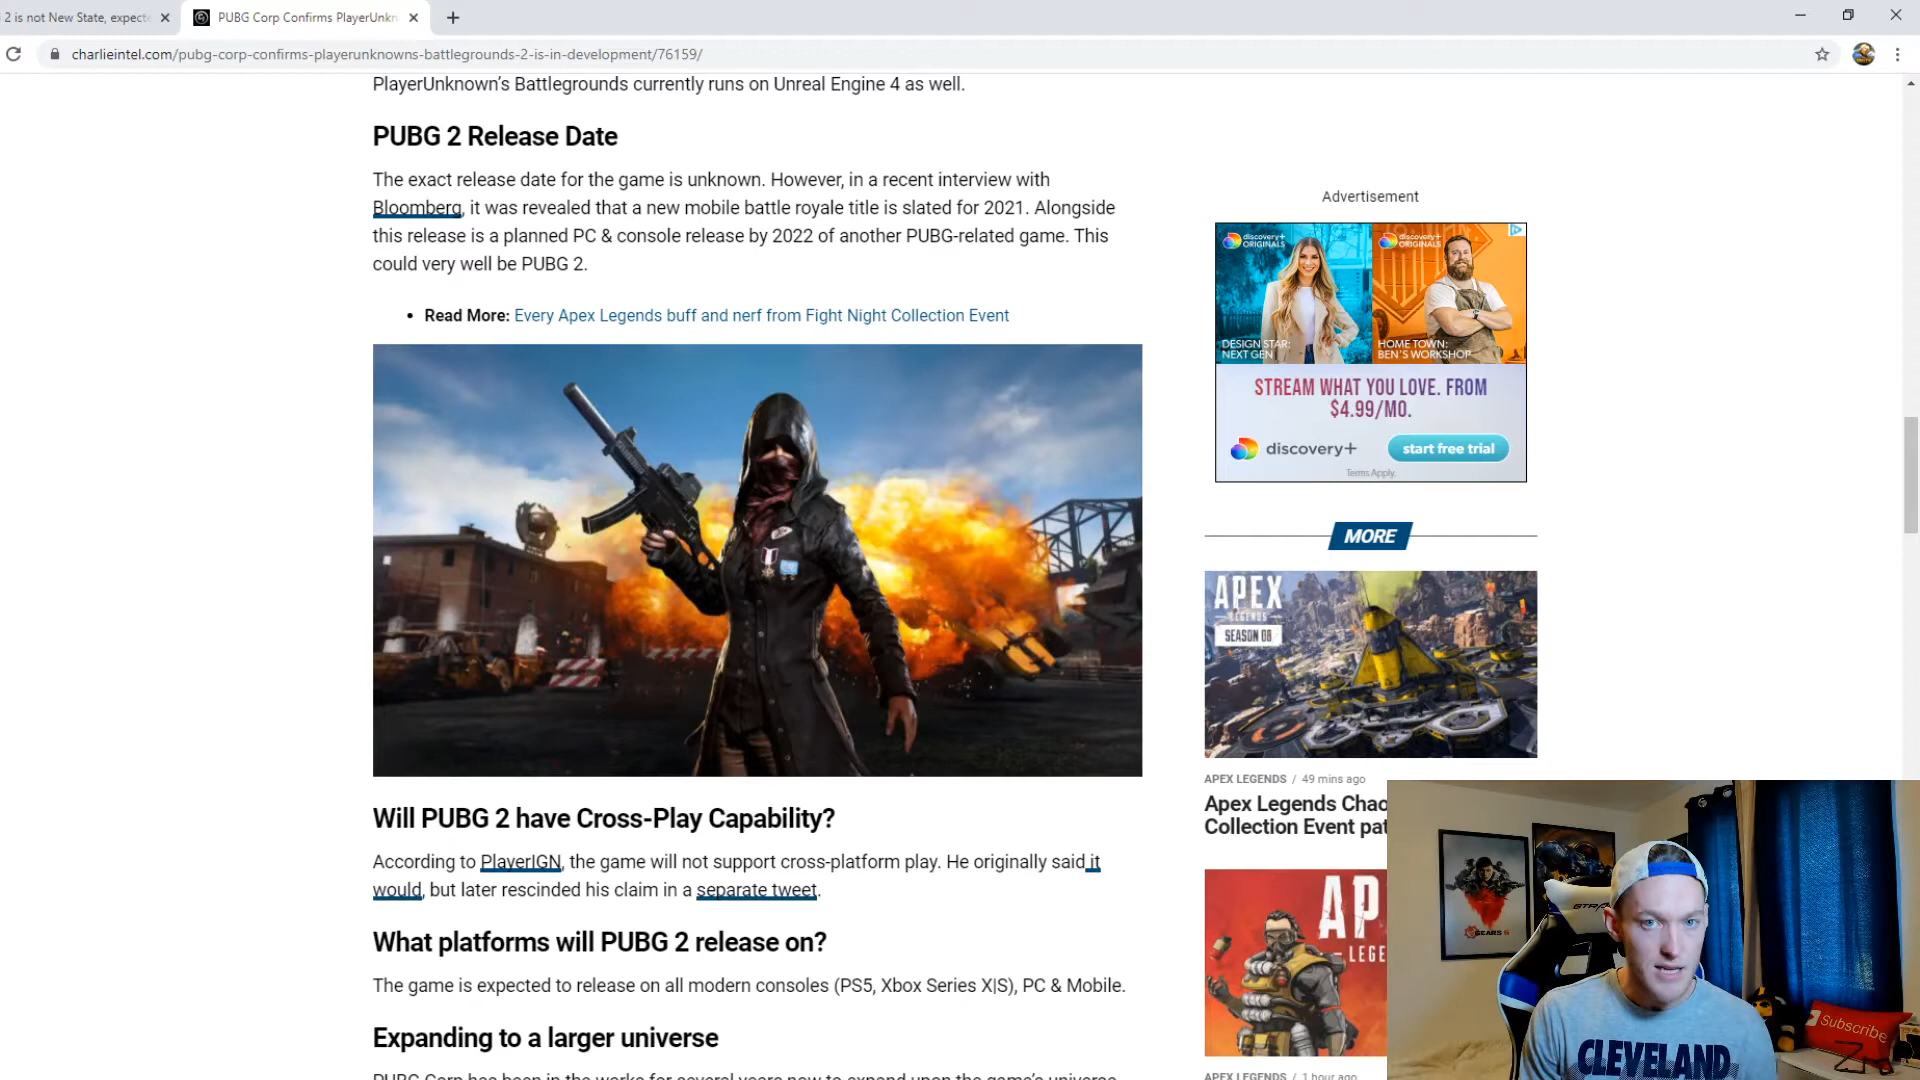 2 is not New State, expecte
PUBG Corp Confirms PlayerUnkn
charlieintel.com/pubg-corp-confirms-playerunknowns-battlegrounds-2-is-in-development/76159/
PlayerUnknown's Battlegrounds currently runs on Unreal Engine 4 as well.
PUBG 2 Release Date
The exact release date for the game is unknown. However, in a recent interview with
Bloomberg, it was revealed that a new mobile battle royale title is slated for 2021. Alongside
this release is a planned PC & console release by 2022 of another PUBG-related game. This
could very well be PUBG 2.
• Read More: Every Apex Legends buff and nerf from Fight Night Collection Event
Will PUBG 2 have Cross-Play Capability?
According to PlayerIGN, the game will not support cross-platform play. He originally said it
would, but later rescinded his claim in a separate tweet.
What platforms will PUBG 2 release on?
The game is expected to release on all modern consoles (PS5, Xbox Series X|S), PC & Mobile.
Expanding to a larger universe
PUBG Corp has been in the works for several years now to expand upon the game's universe
Advertisement
discovery+
ORIGINALS
discovery+
ORIGINALS
DESIGN STAR:
NEXT GEN
HOME TOWN:
BEN'S WORKSHOP
STREAM WHAT YOU LOVE. FROM
$4.99/MO.
discovery+
start free trial
Terms Apply.
MORE
APEX
LEGENDS
SEASON 08
APEX LEGENDS / 49 mins ago
Apex Legends Chao
Collection Event pat
AP
LEGE
APEX LEGENDS / 1 hour ago
GEARS 5
GTRA
Subscribe
CLEVELAND